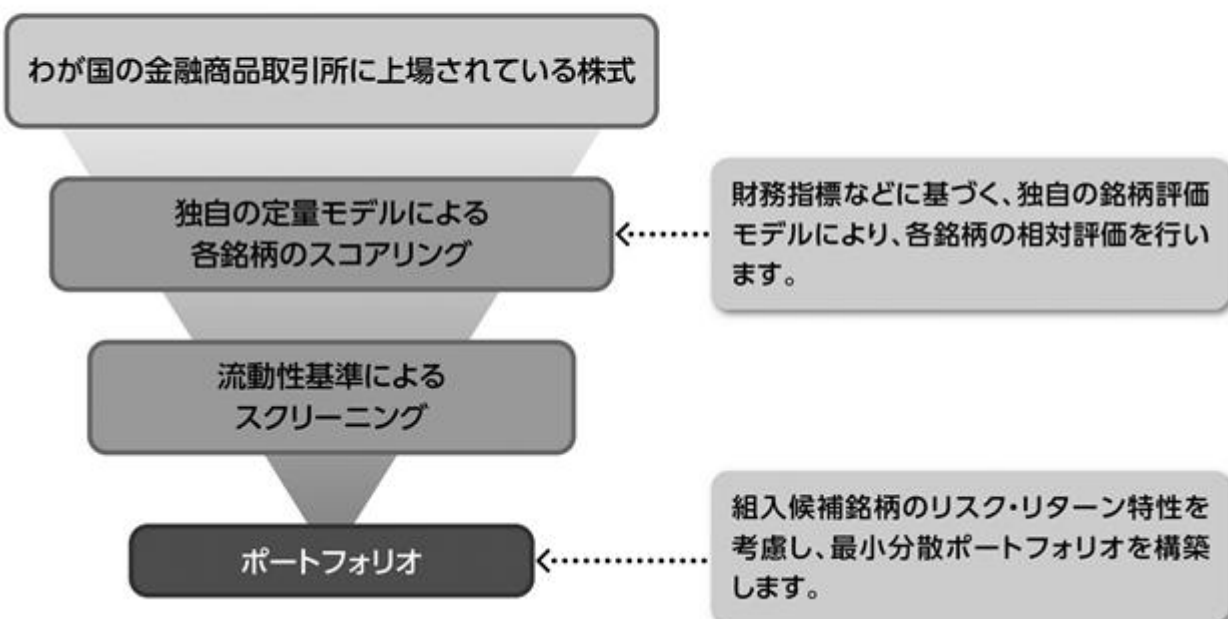 わが国の金融商品取引所に上場されている株式
独自の定量モデルによる
各銘柄のスコアリング
財務指標などに基づく、独自の銘柄評価
モデルにより、各銘柄の相対評価を行い
ます。
流動性基準による
スクリーニング
ポートフォリオ
組入候補銘柄のリスク・リターン特性を
考慮し、最小分散ポートフォリオを構築
します。